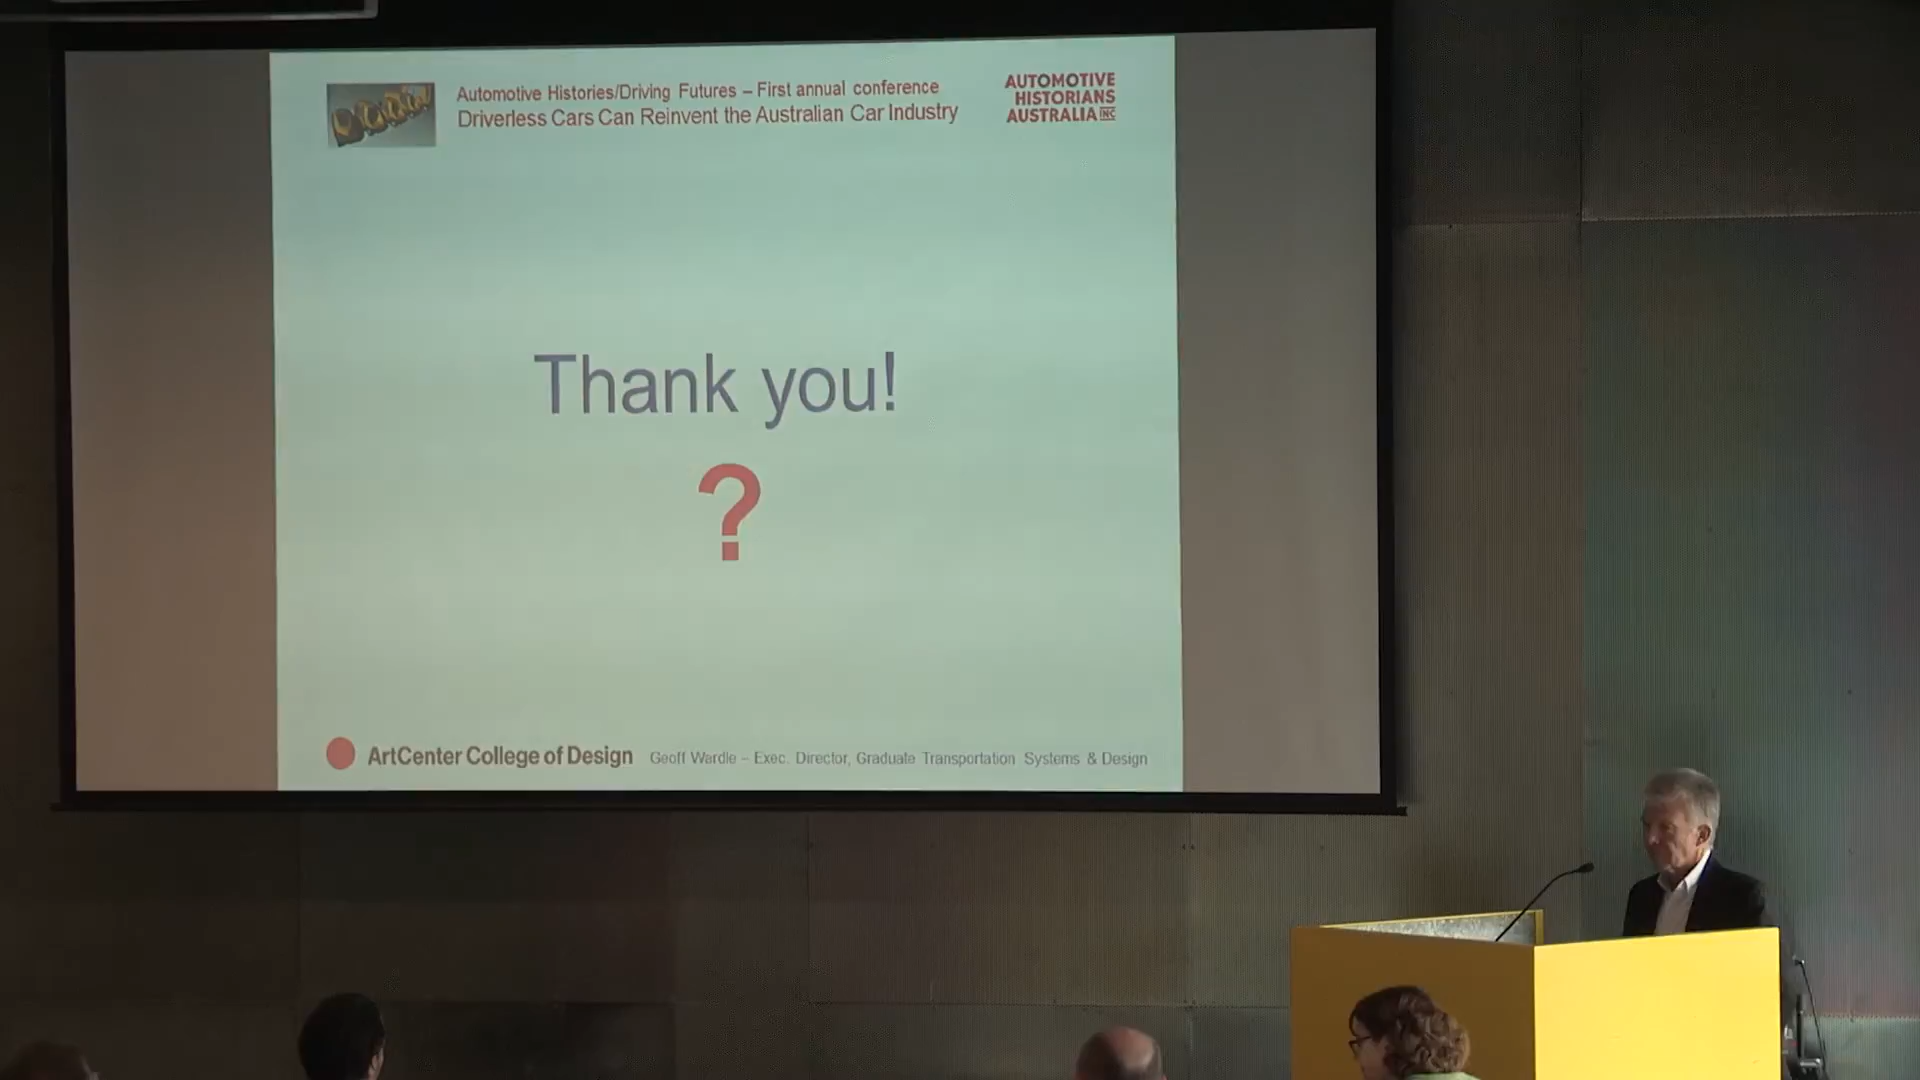 Automotive Histories/Driving Futures – First annual conference
Driverless Cars Can Reinvent the Australian Car Industry
AUTOMOTIVE
HISTORIANS
AUSTRALIA INC
Thank you!
?
ArtCenter College of Design
Geoff Wardle – Exec. Director, Graduate Transportation Systems & Design